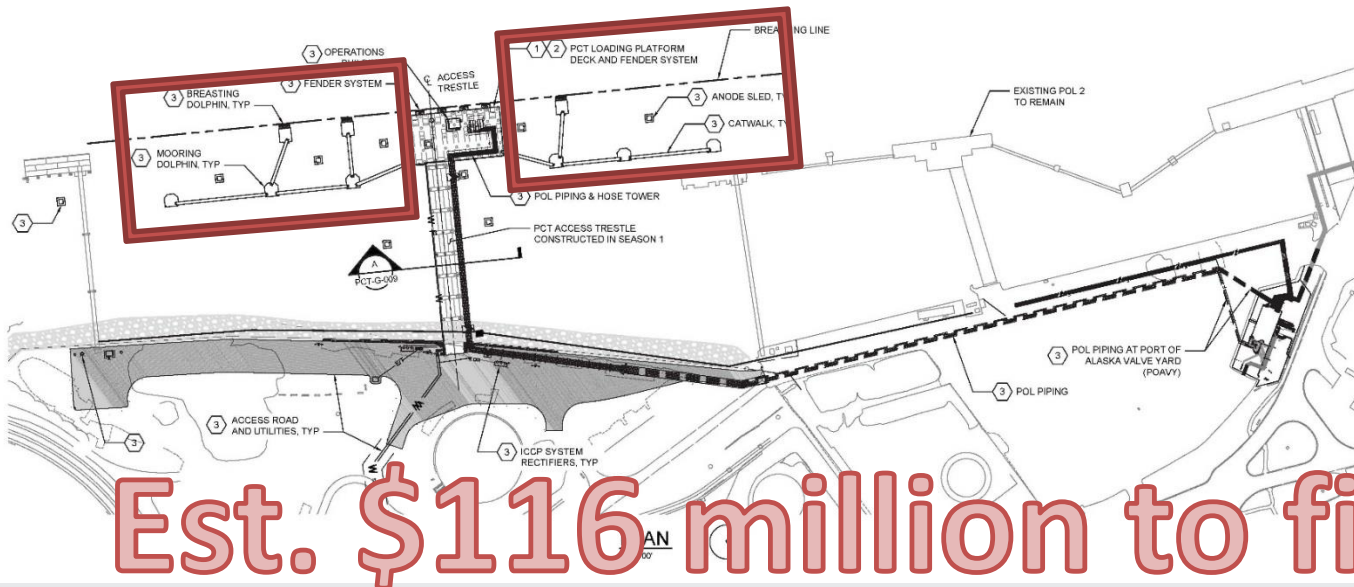 3 OPERATIONS
3 FENDER SYSTEM
3 BREASTING
DOLPHIN, TYP
3 MOORING
DOLPHIN, TYP
℄ ACCESS
TRESTLE
1 2 PCT LOADING PLATFORM
DECK AND FENDER SYSTEM
LINE
3 ANODE SLED,
3 CATWALK,
EXISTING POL 2
TO REMAIN
3
3 POL PIPING & HOSE TOWER
PCT ACCESS TRESTLE
CONSTRUCTED IN SEASON 1
A
PCT-G-009
3 POL PIPING AT PORT OF
ALASKA VALVE YARD
(POAVY)
3 POL PIPING
3 ACCESS ROAD
AND UTILITIES, TYP
3
3 ICCP SYSTEM
RECTIFIERS, TYP
W
W
Est. $116 million to